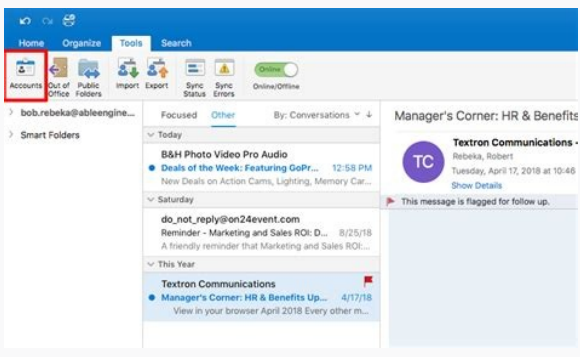 Home Organize Tools Search
Accounts Out of Office Public Folders Import Export Sync Status Sync Errors Online Online/Offline
bob.rebeka@ableengine...
Smart Folders
Focused Other By: Conversations
Today
B&H Photo Video Pro Audio
Deals of the Week: Featuring GoPr... 12:58 PM
New Deals on Action Cams, Lighting, Memory Car...
Saturday
do_not_reply@on24event.com
Reminder - Marketing and Sales ROI: D... 8/25/18
A friendly reminder that Marketing and Sales ROI:...
This Year
Textron Communications
Manager's Corner: HR & Benefits Up... 4/17/18
View in your browser April 2018 Every other m...
Manager's Corner: HR & Benefits
TC
Textron Communications -
Rebeka, Robert
Tuesday, April 17, 2018 at 10:46
Show Details
This message is flagged for follow up.